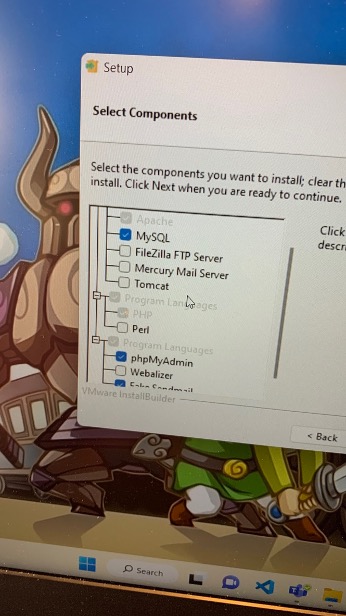 Setup
Select Components
Select the components you want to install; clear th
install. Click Next when you are ready to continue.
Apache
MySQL
FileZilla FTP Server
Mercury Mail Server
Tomcat
Program Languages
PHP
Perl
Program Languages
phpMyAdmin
Webalizer
Fake Sendmail
Click
descri
VMware InstallBuilder
< Back
Search